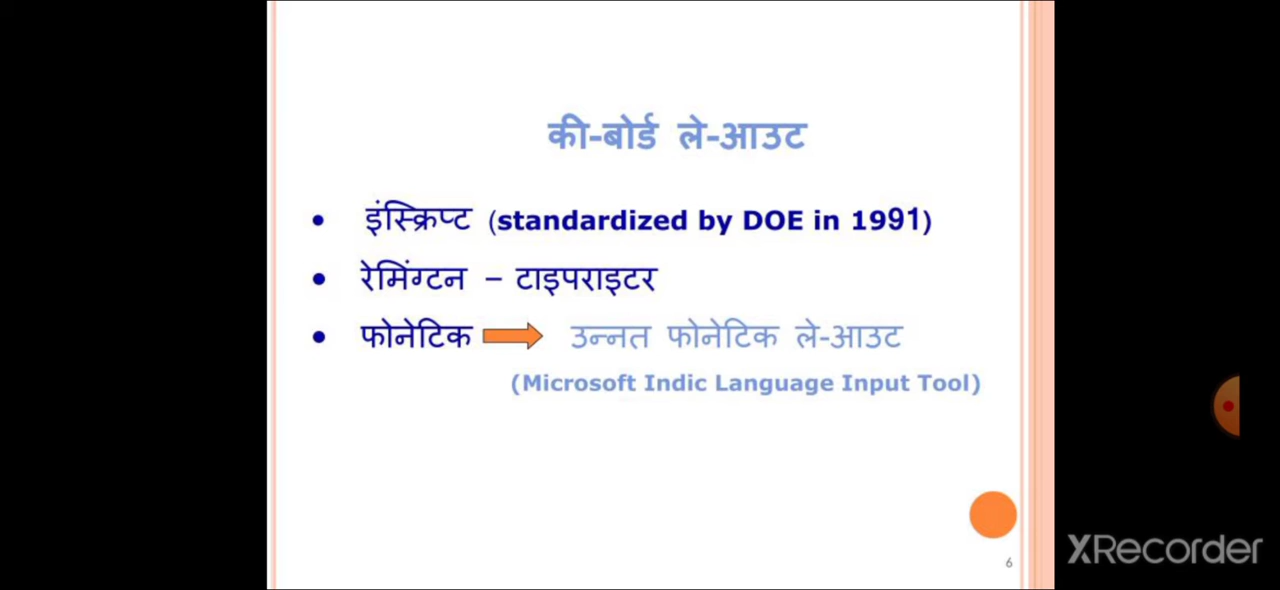 की-बोर्ड ले-आउट
• इंस्क्रिप्ट (standardized by DOE in 1991)
• रेमिंग्टन – टाइपराइटर
• फोनेटिक उन्नत फोनेटिक ले-आउट
(Microsoft Indic Language Input Tool)
6
XRecorder